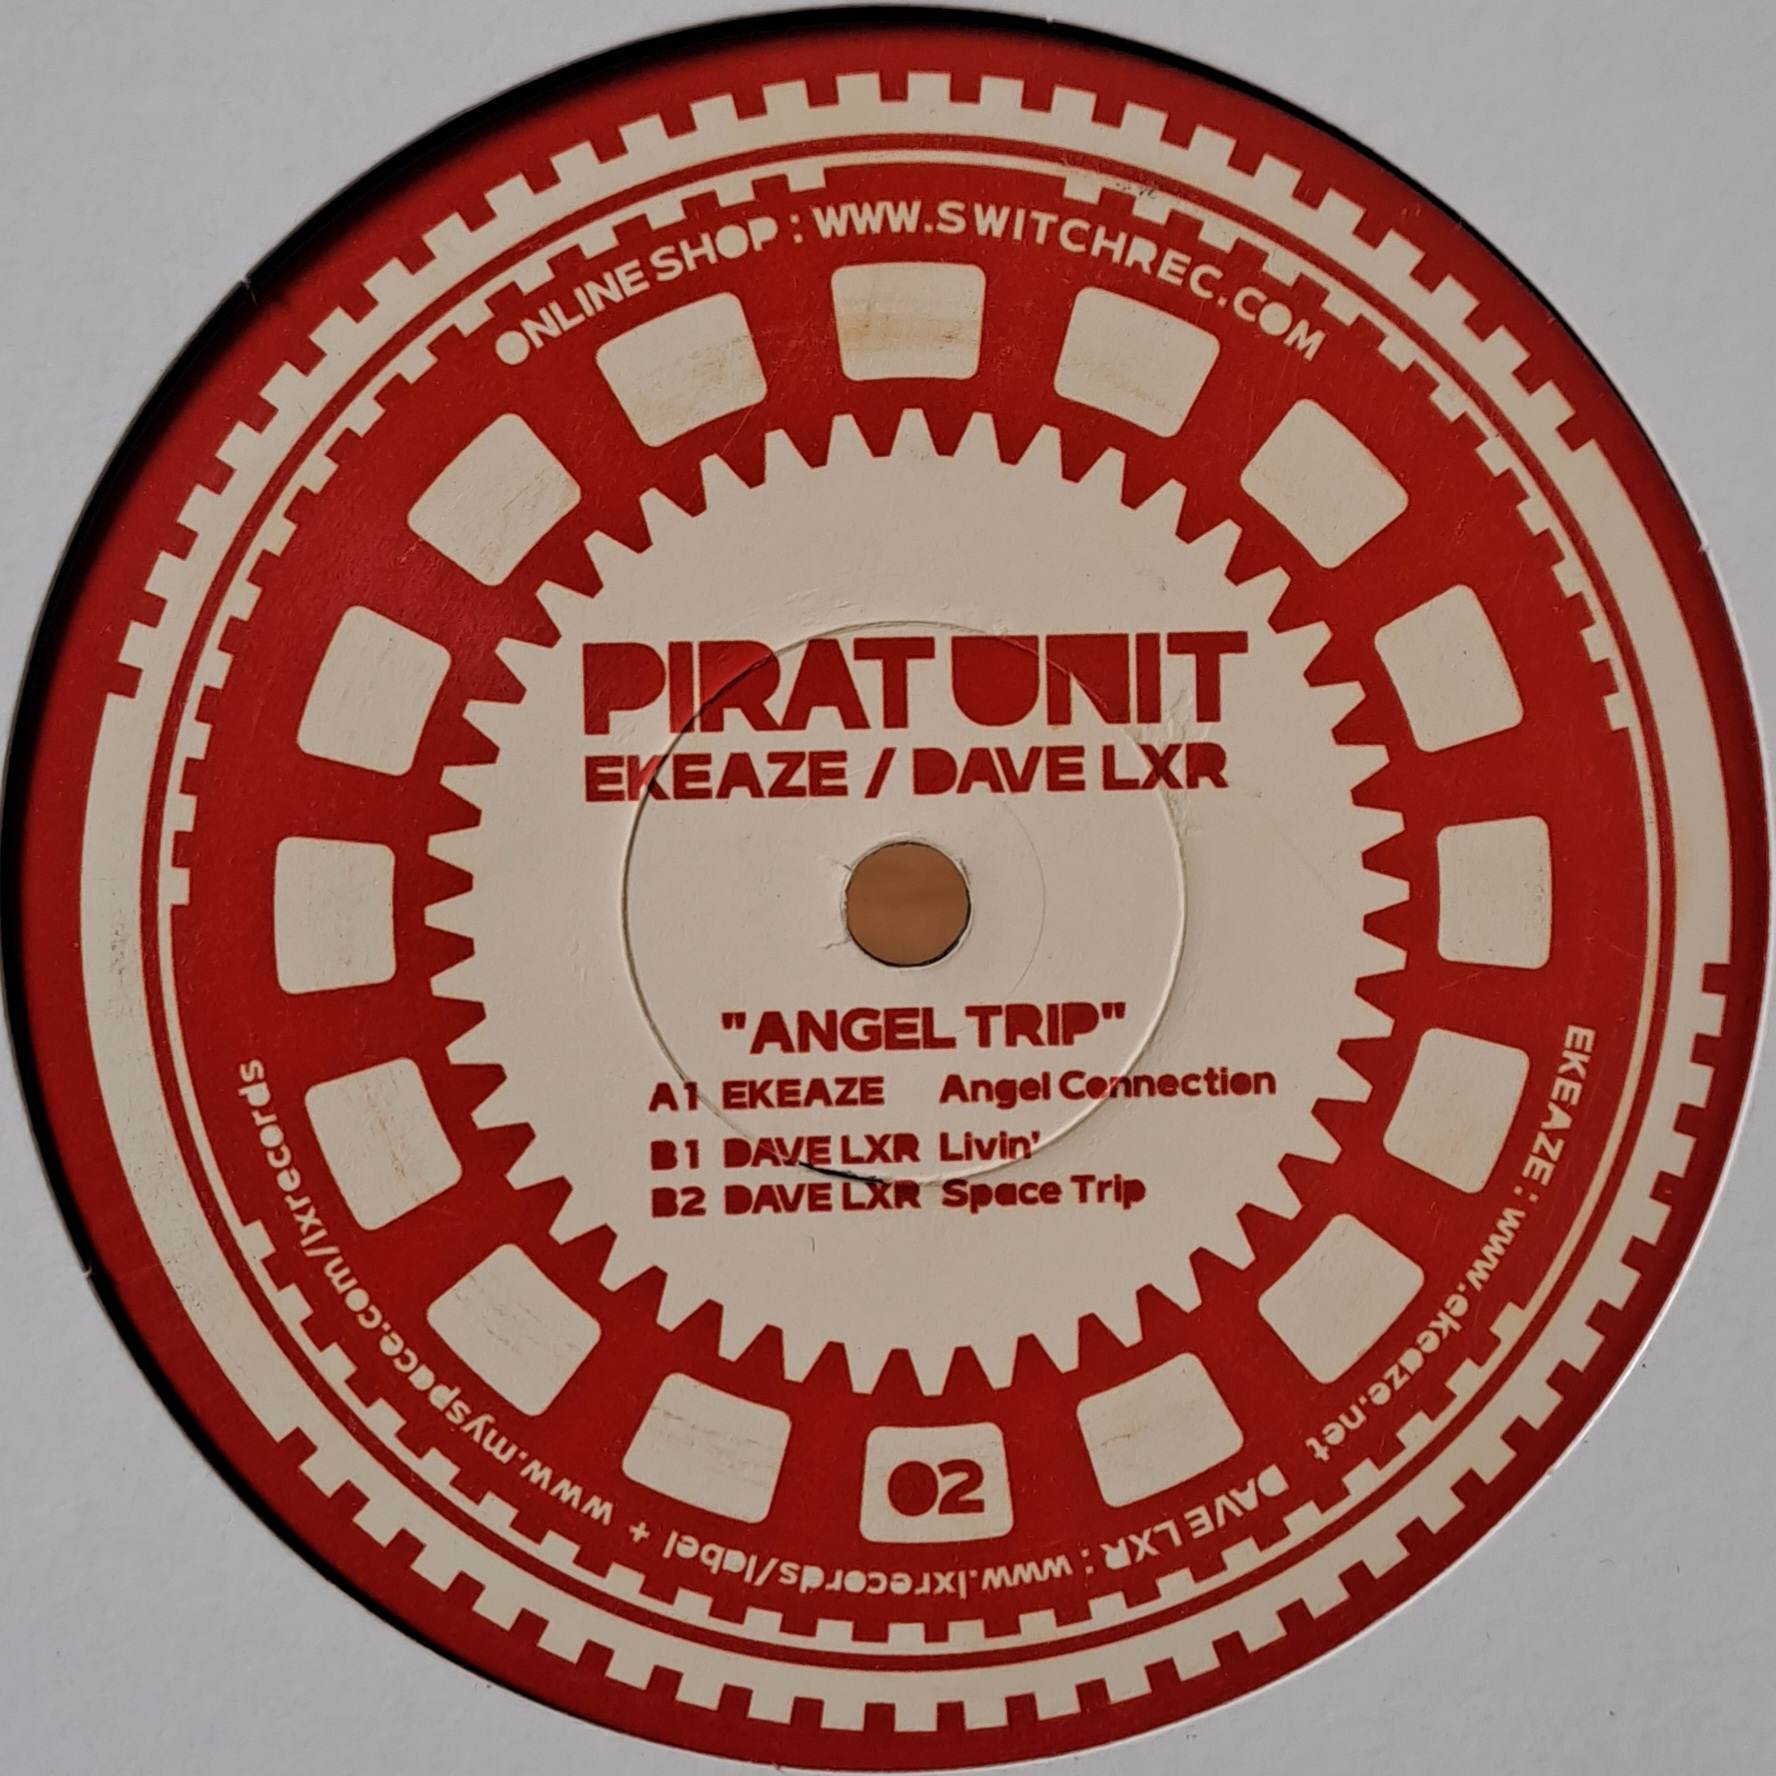 ONLINE SHOP : WWW.SWITCHREC.COM
PIRAT UNIT
EKEAZE / DAVE LXR
"ANGEL TRIP"
A1 EKEAZE Angel Connection
B1 DAVE LXR Livin'
B2 DAVE LXR Space Trip
02
EKEAZE : www.ekeaze.net DAVE LXR : www.lxrecords/label + www.myspace.com/lxrecords